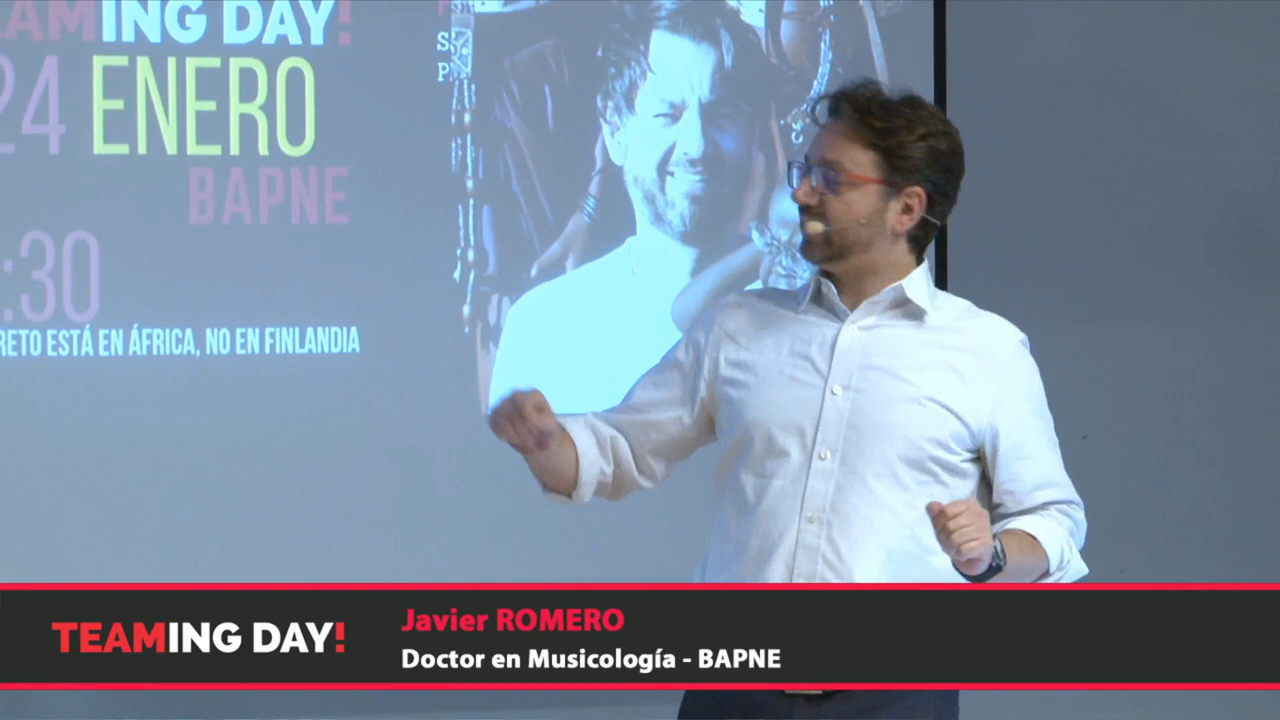 TEAMING DAY!
24 ENERO
BAPNE
:30
RETO ESTÁ EN ÁFRICA, NO EN FINLANDIA
TEAMING DAY!
Javier ROMERO
Doctor en Musicología - BAPNE